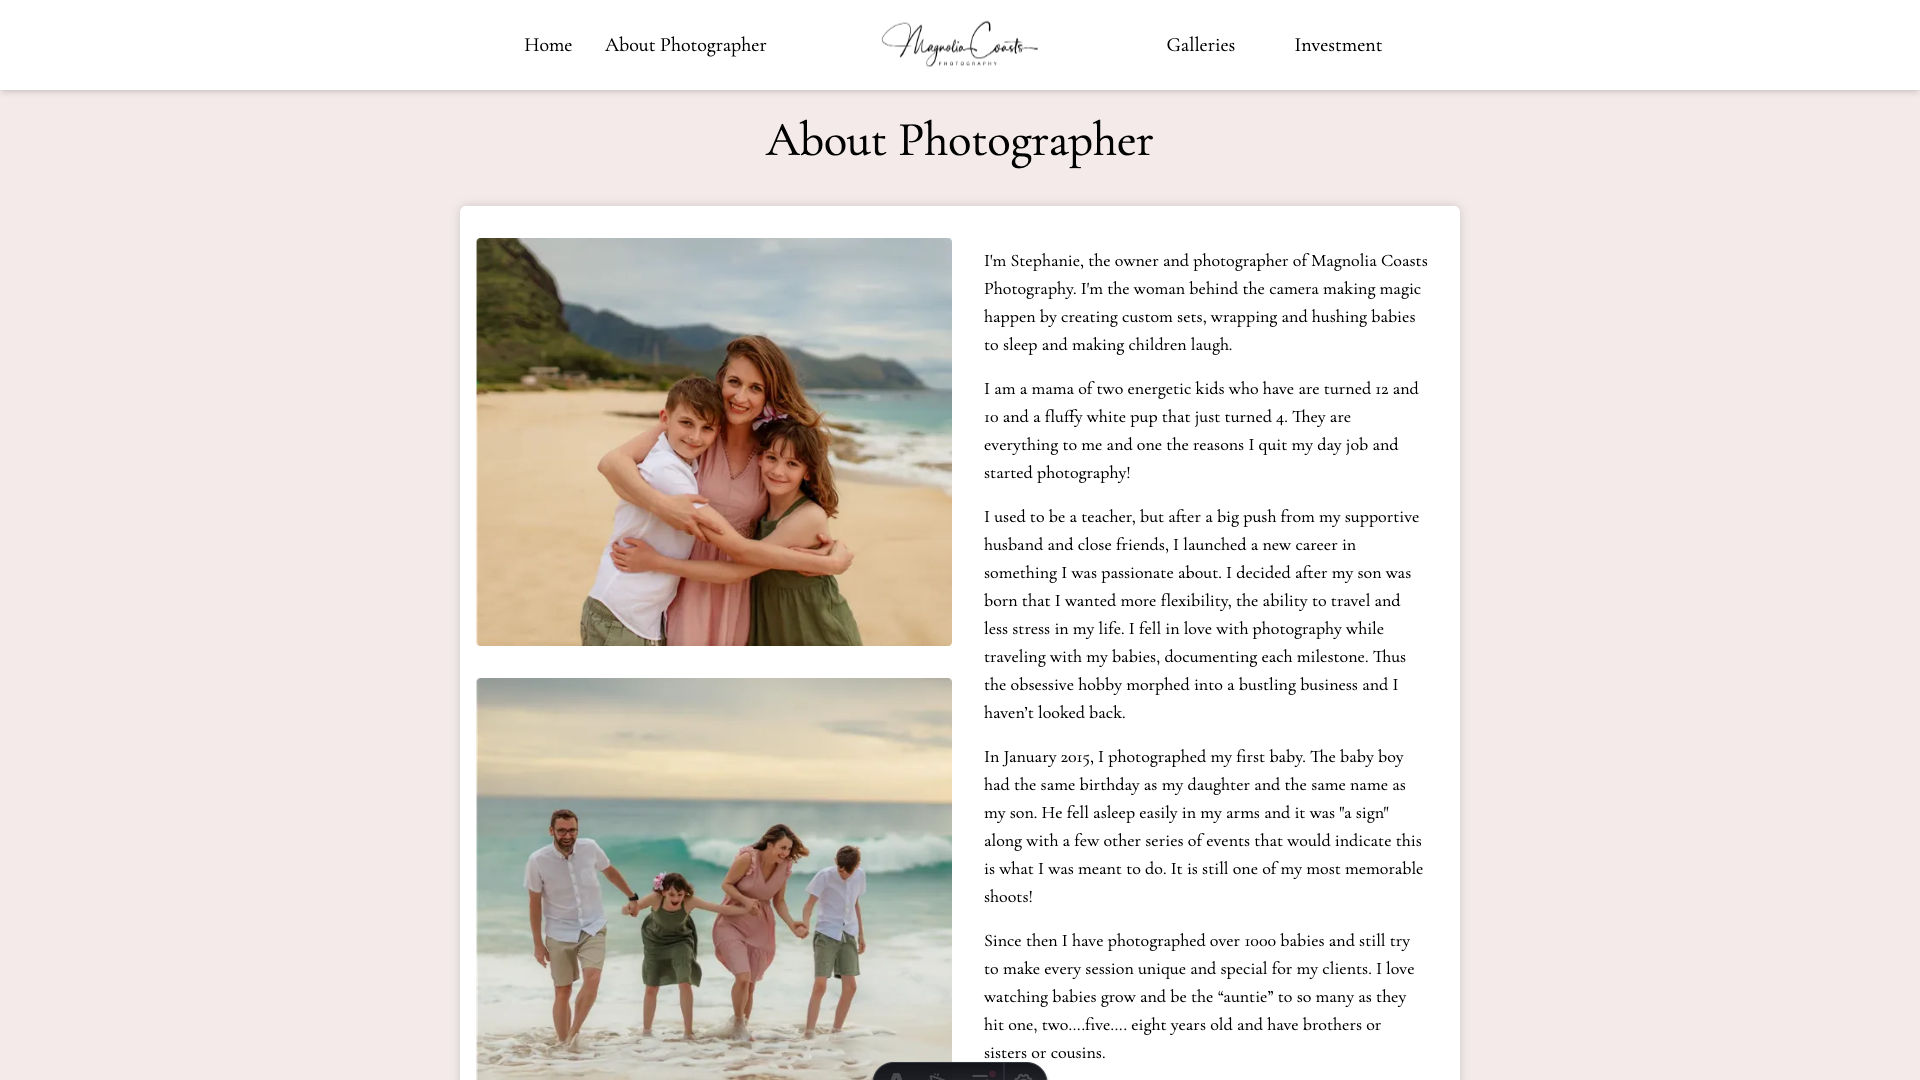 Home
About Photographer
Magnolia Coasts
PHOTOGRAPHY
Galleries
Investment
About Photographer
I'm Stephanie, the owner and photographer of Magnolia Coasts
Photography. I'm the woman behind the camera making magic
happen by creating custom sets, wrapping and hushing babies
to sleep and making children laugh.
I am a mama of two energetic kids who have are turned 12 and
10 and a fluffy white pup that just turned 4. They are
everything to me and one the reasons I quit my day job and
started photography!
I used to be a teacher, but after a big push from my supportive
husband and close friends, I launched a new career in
something I was passionate about. I decided after my son was
born that I wanted more flexibility, the ability to travel and
less stress in my life. I fell in love with photography while
traveling with my babies, documenting each milestone. Thus
the obsessive hobby morphed into a bustling business and I
haven’t looked back.
In January 2015, I photographed my first baby. The baby boy
had the same birthday as my daughter and the same name as
my son. He fell asleep easily in my arms and it was "a sign"
along with a few other series of events that would indicate this
is what I was meant to do. It is still one of my most memorable
shoots!
Since then I have photographed over 1000 babies and still try
to make every session unique and special for my clients. I love
watching babies grow and be the “auntie” to so many as they
hit one, two....five.... eight years old and have brothers or
sisters or cousins.